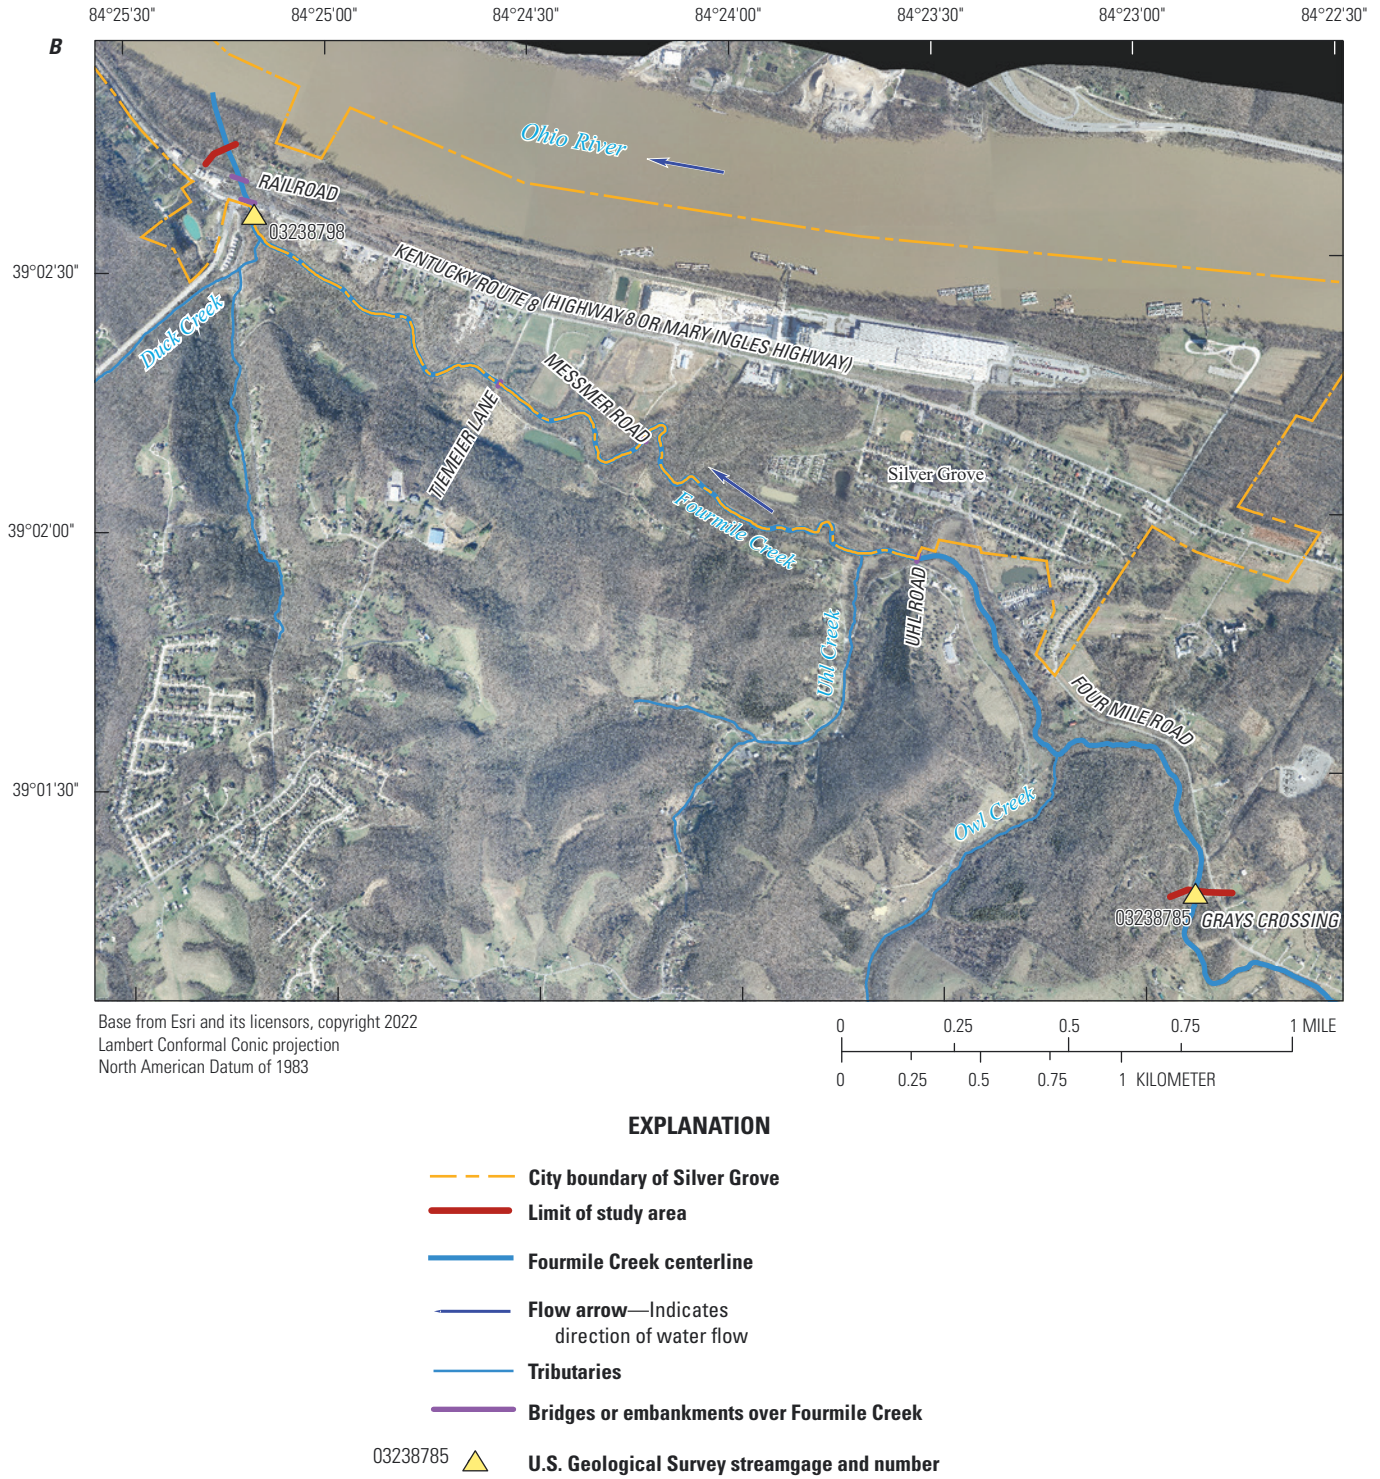 84°25'30"
84°25'00"
84°24'30"
84°24'00"
84°23'30"
84°23'00"
84°22'30"
B
Ohio River
RAILROAD
03238798
39°02'30"
KENTUCKY ROUTE 8 (HIGHWAY 8 OR MARY INGLES HIGHWAY)
Duck Creek
MESSMER ROAD
TIEMEIER LANE
Silver Grove
Fourmile Creek
39°02'00"
UHL ROAD
Uhl Creek
FOUR MILE ROAD
39°01'30"
Owl Creek
03238785
GRAYS CROSSING
Base from Esri and its licensors, copyright 2022
Lambert Conformal Conic projection
North American Datum of 1983
0 0.25 0.5 0.75 1 MILE
0 0.25 0.5 0.75 1 KILOMETER
EXPLANATION
City boundary of Silver Grove
Limit of study area
Fourmile Creek centerline
Flow arrow—Indicates
direction of water flow
Tributaries
Bridges or embankments over Fourmile Creek
03238785 U.S. Geological Survey streamgage and number